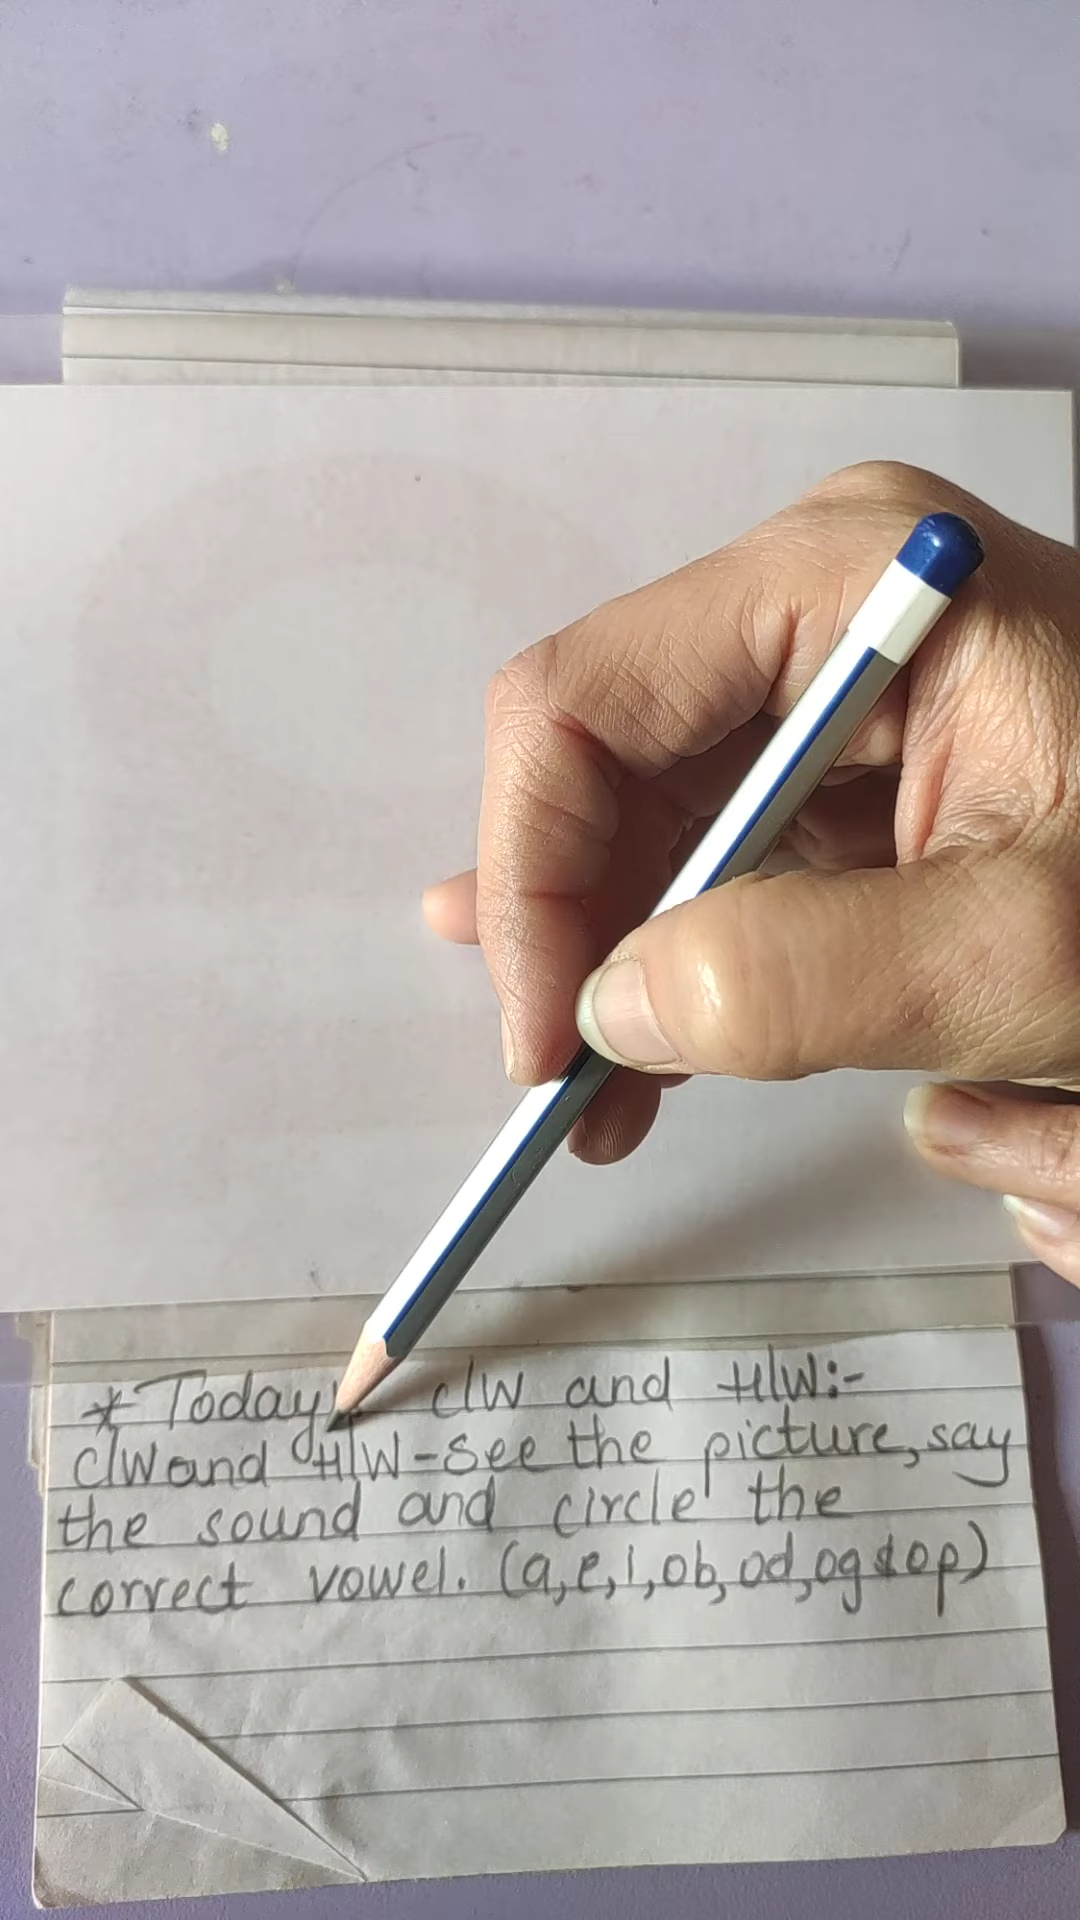 * Today's c/w and H/W:-
c/w and H/W-see the picture, say
the sound and circle the
correct vowel. (a,e,i,ob,od,og & op)